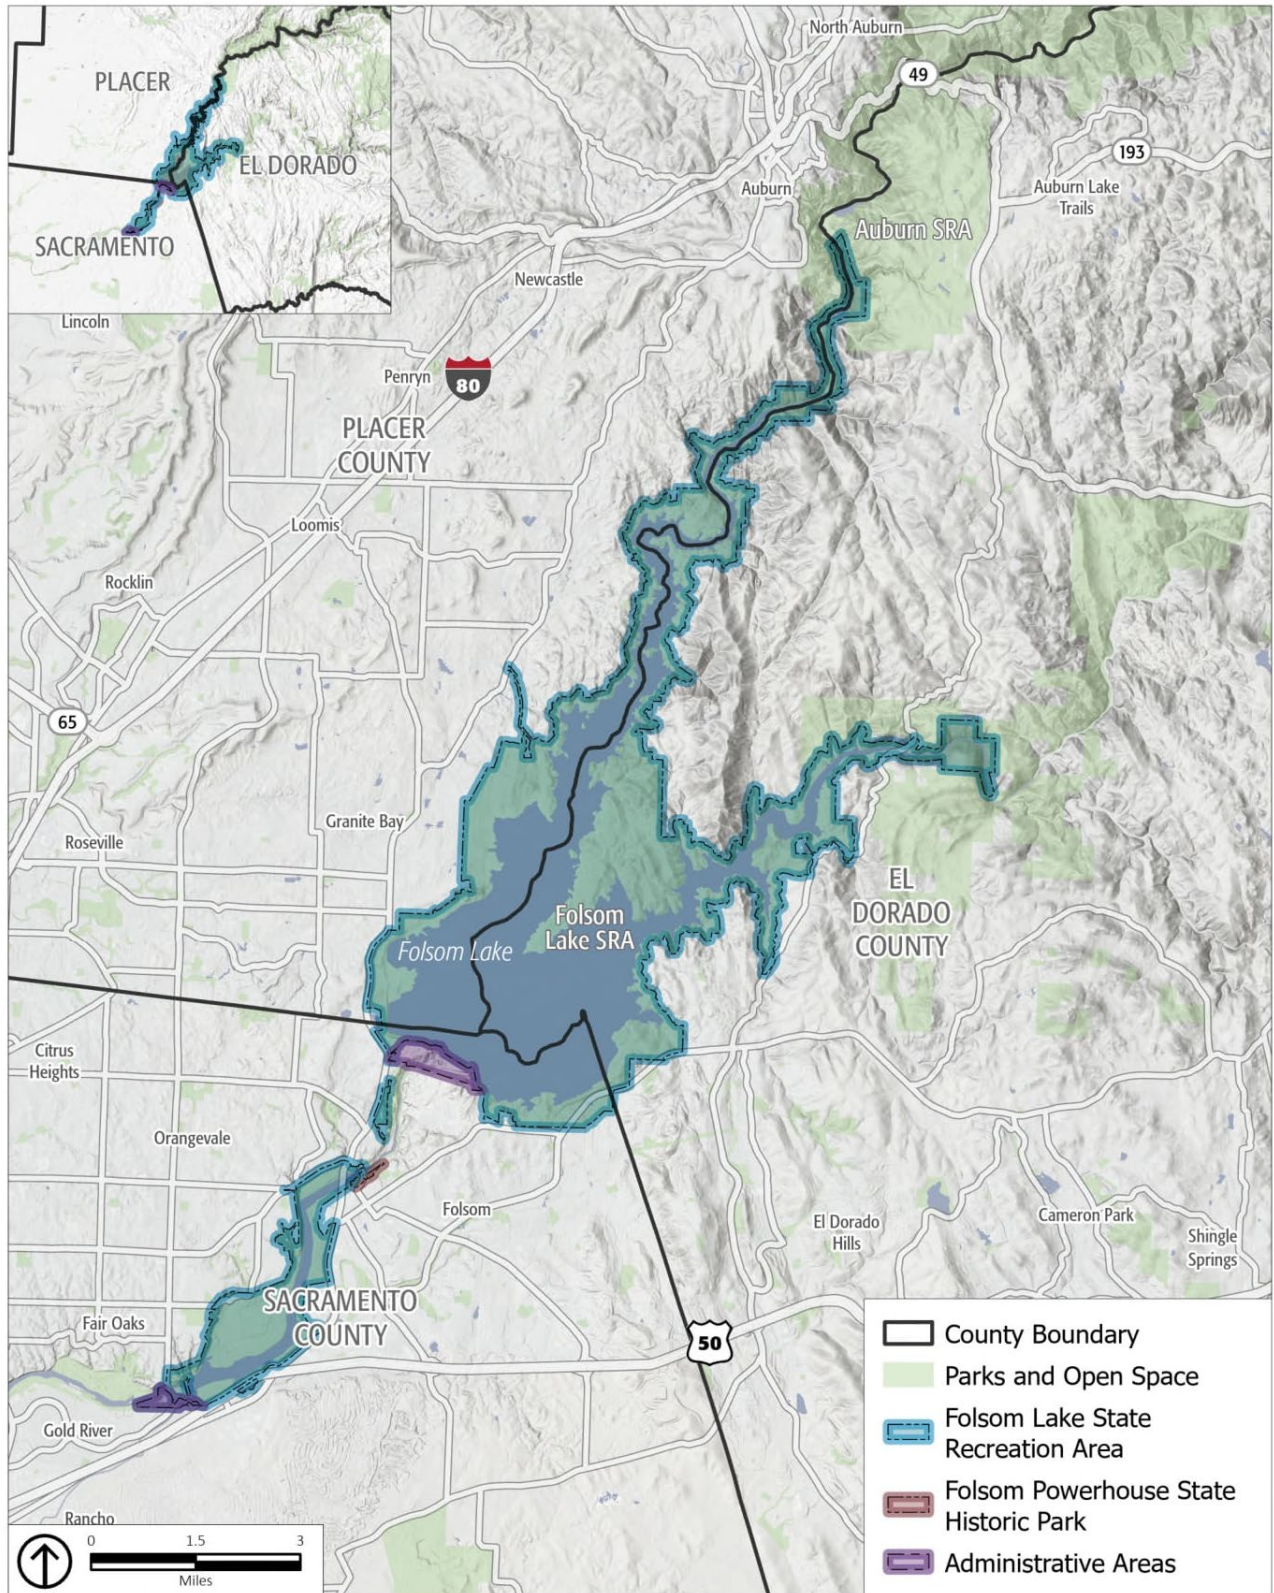 PLACER
EL DORADO
SACRAMENTO
North Auburn
49
193
Auburn
Auburn Lake
Trails
Auburn SRA
Newcastle
Lincoln
Penryn
80
PLACER
COUNTY
Loomis
Rocklin
65
Granite Bay
Roseville
EL
DORADO
COUNTY
Folsom
Lake SRA
Folsom Lake
Citrus
Heights
Orangevale
Folsom
El Dorado
Hills
Cameron Park
Shingle
Springs
SACRAMENTO
COUNTY
Fair Oaks
50
Gold River
Rancho
0 1.5 3
Miles
County Boundary
Parks and Open Space
Folsom Lake State
Recreation Area
Folsom Powerhouse State
Historic Park
Administrative Areas